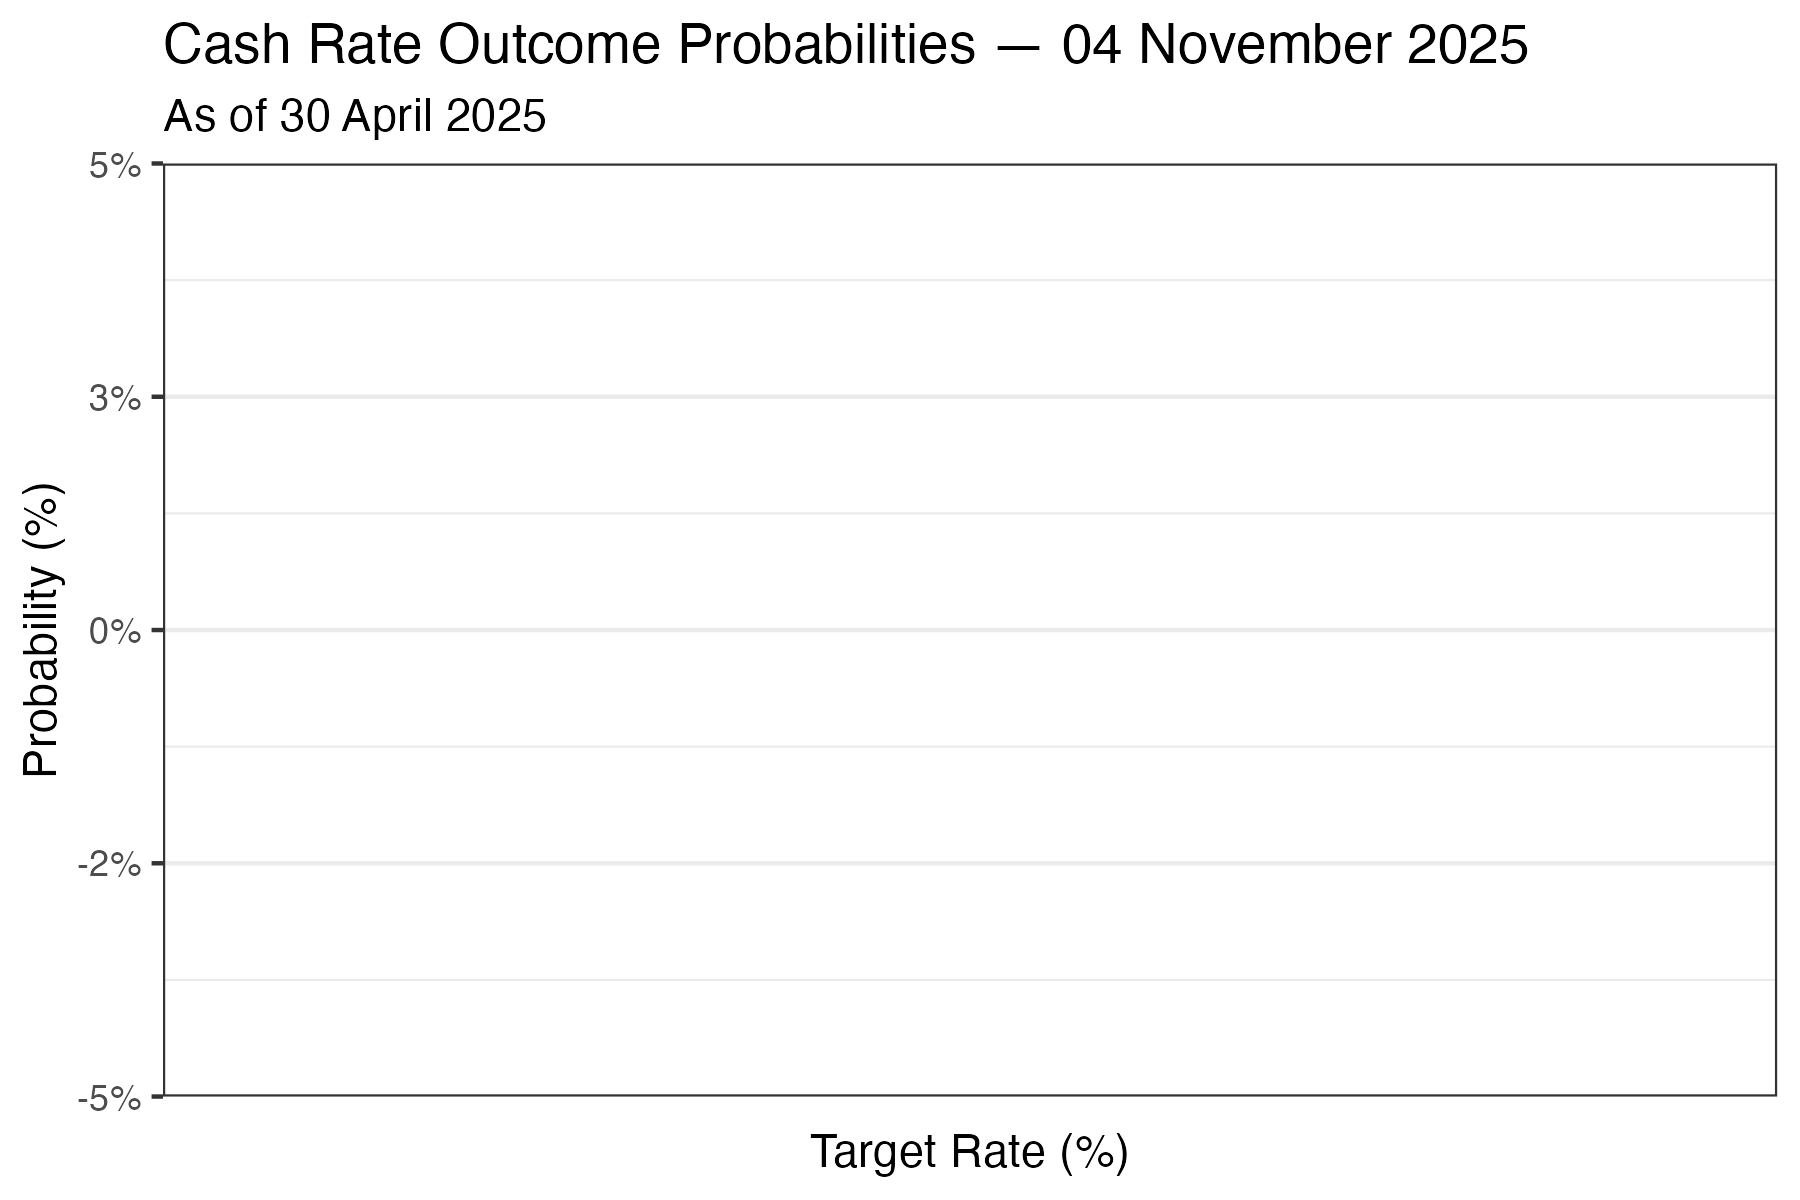 Cash Rate Outcome Probabilities — 04 November 2025
As of 30 April 2025
5%
3%
0%
-2%
-5%
Probability (%)
Target Rate (%)